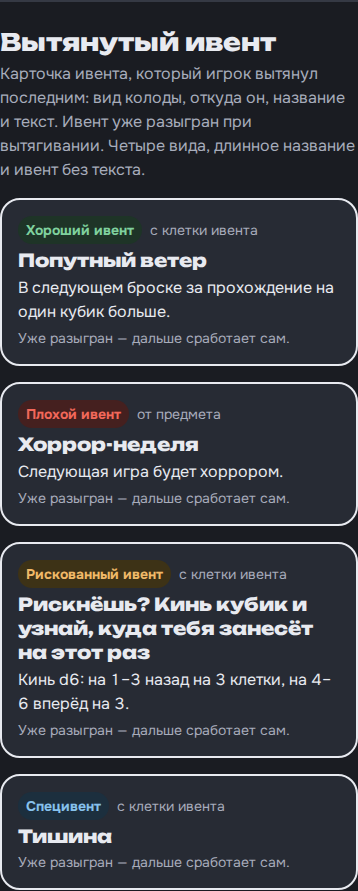 Вытянутый ивент
Карточка ивента, который игрок вытянул
последним: вид колоды, откуда он, название
и текст. Ивент уже разыгран при
вытягивании. Четыре вида, длинное название
и ивент без текста.
Хороший ивент с клетки ивента
Попутный ветер
В следующем броске за прохождение на
один кубик больше.
Уже разыгран — дальше сработает сам.
Плохой ивент от предмета
Хоррор-неделя
Следующая игра будет хоррором.
Уже разыгран — дальше сработает сам.
Рискованный ивент с клетки ивента
Рискнёшь? Кинь кубик и
узнай, куда тебя занесёт
на этот раз
Кинь d6: на 1–3 назад на 3 клетки, на 4–
6 вперёд на 3.
Уже разыгран — дальше сработает сам.
Специвент с клетки ивента
Тишина
Уже разыгран — дальше сработает сам.